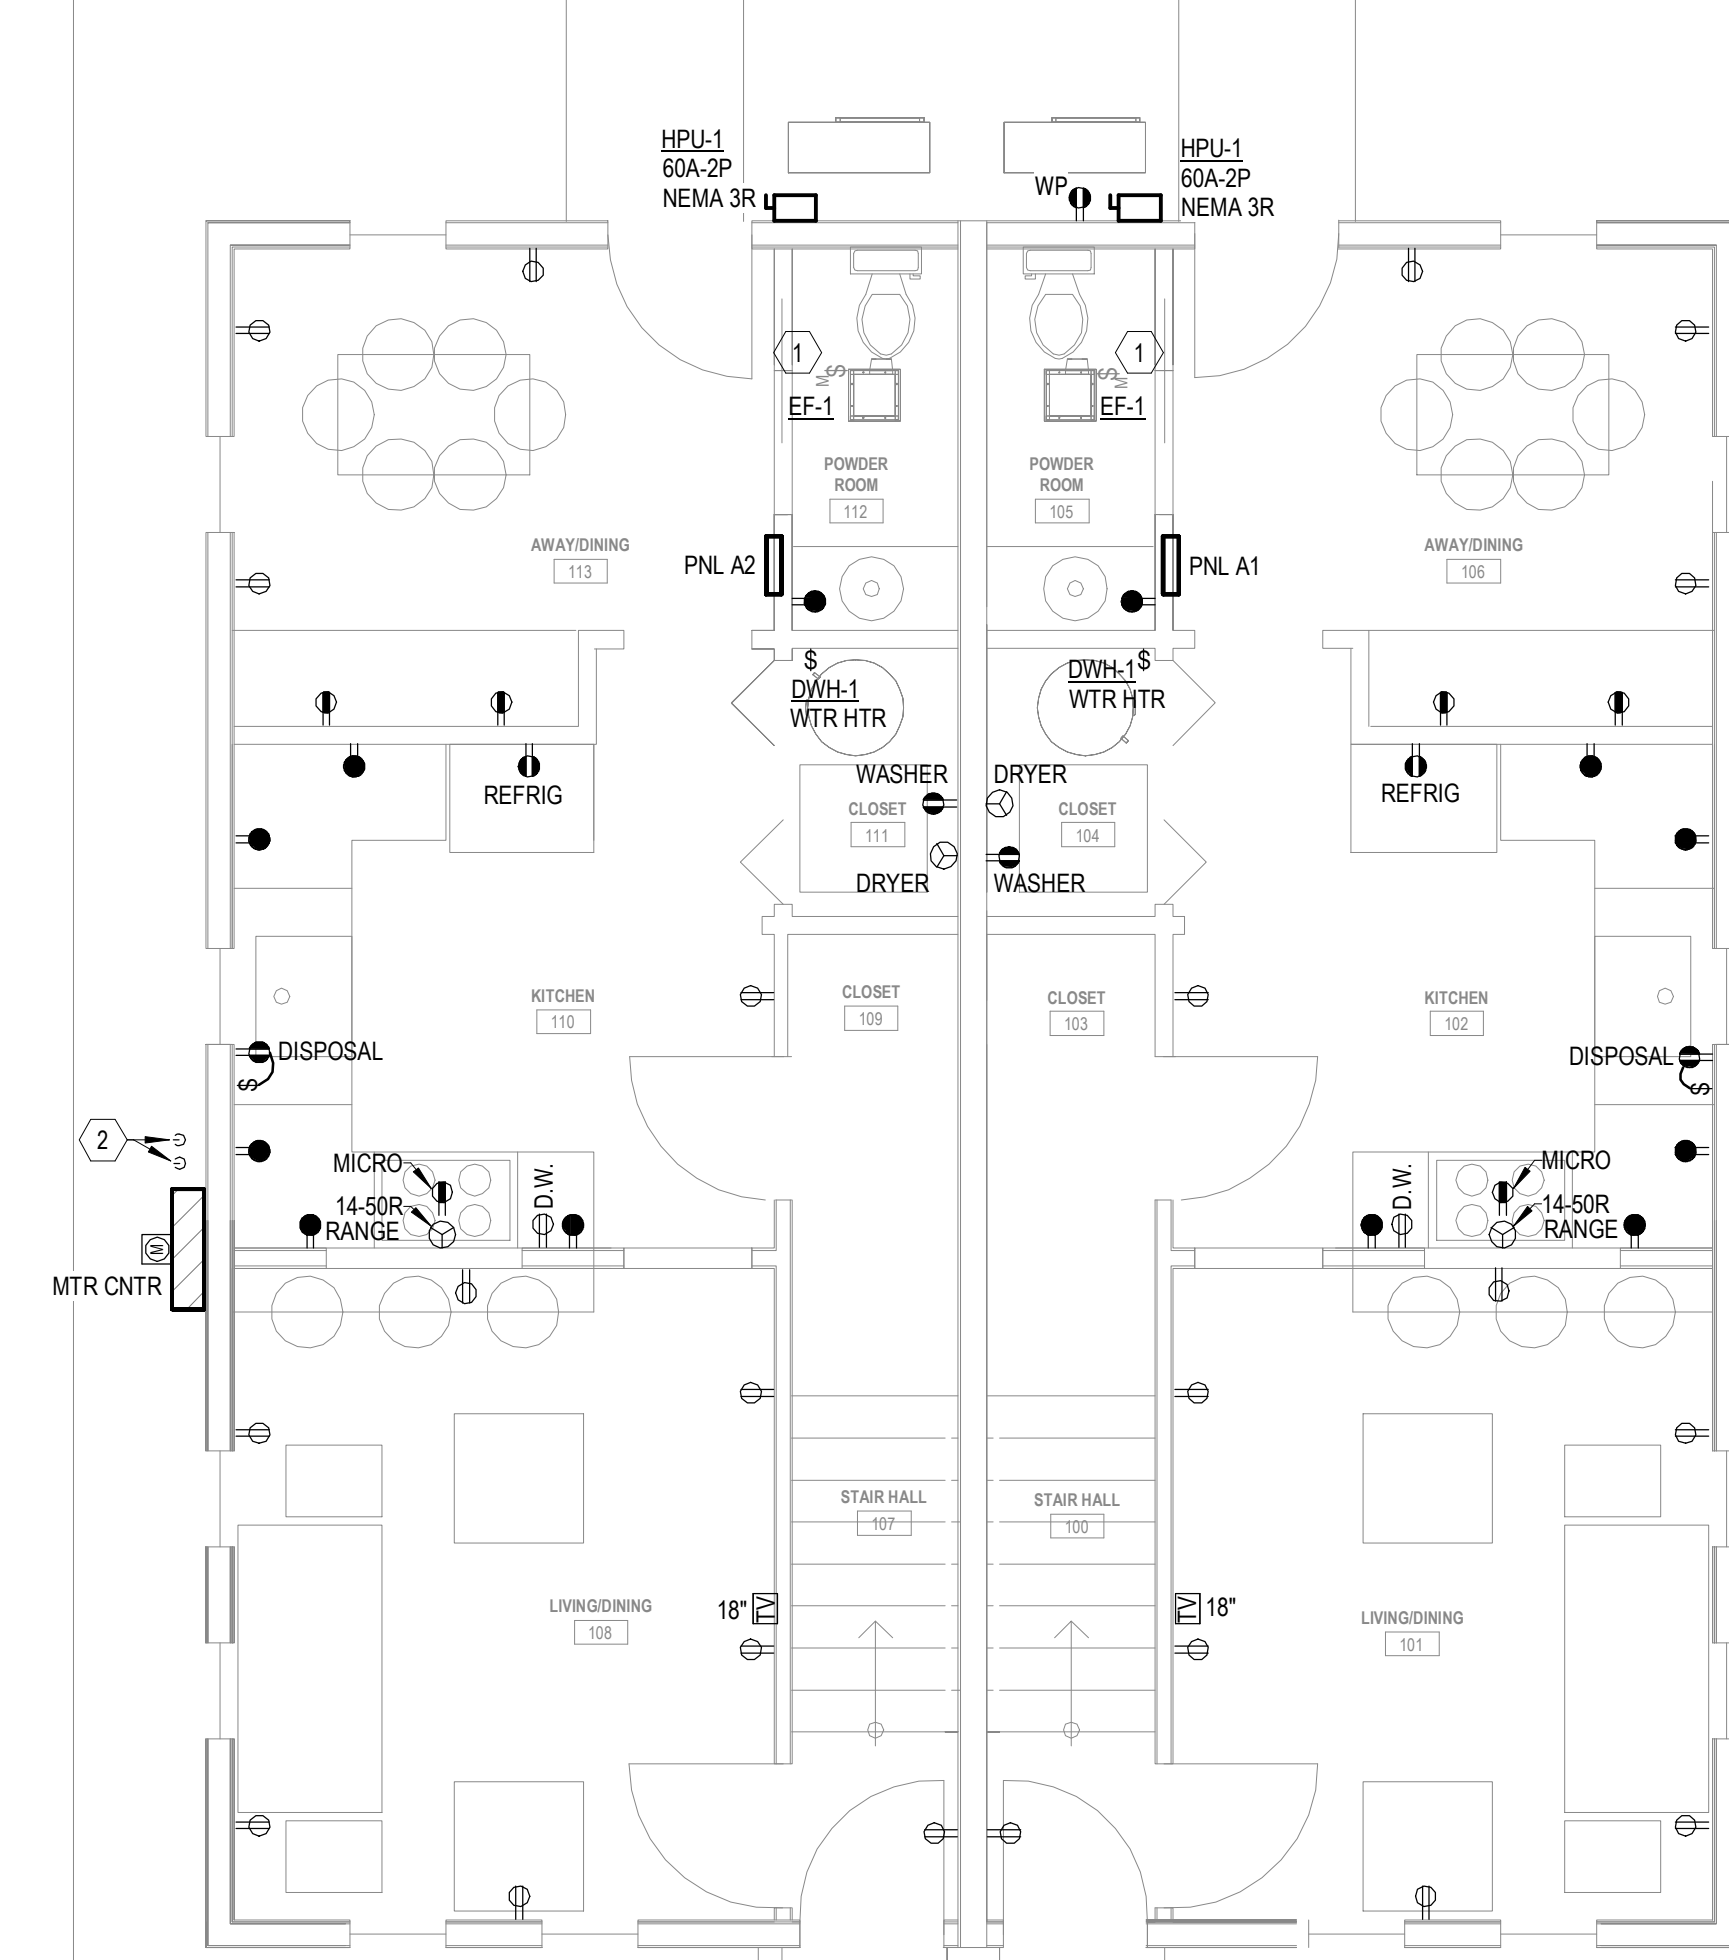 HPU-1
60A-2P
NEMA 3R
WP
HPU-1
60A-2P
NEMA 3R
1
1
$
M
$
M
EF-1
EF-1
POWDER
ROOM
112
POWDER
ROOM
105
AWAY/DINING
113
PNL A2
PNL A1
AWAY/DINING
106
$
DWH-1
WTR HTR
DWH-1
$
WTR HTR
REFRIG
WASHER
DRYER
REFRIG
CLOSET
111
CLOSET
104
DRYER
WASHER
KITCHEN
110
CLOSET
109
CLOSET
103
KITCHEN
102
DISPOSAL
$
DISPOSAL
$
2
MICRO
14-50R
RANGE
D.W.
D.W.
MICRO
14-50R
RANGE
M
MTR CNTR
STAIR HALL
107
STAIR HALL
100
LIVING/DINING
108
18" TV
TV 18"
LIVING/DINING
101